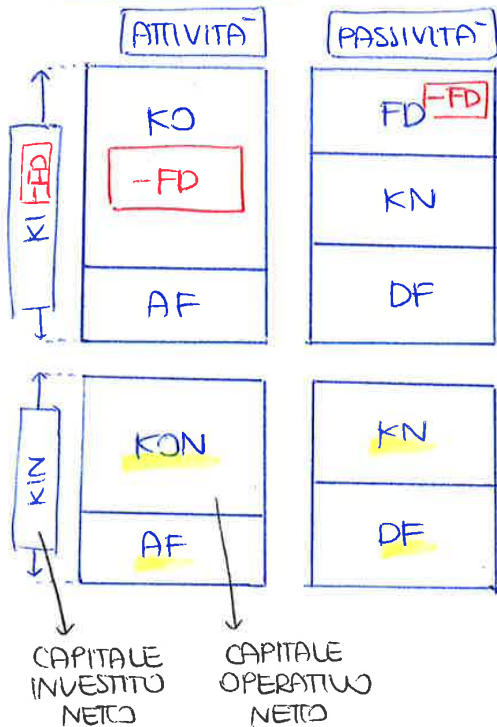 ATTIVITÀ
PASSIVITÀ
KI -FD
KO
-FD
AF
FD -FD
KN
DF
KIN
KON
AF
KN
DF
CAPITALE
INVESTITO
NETTO
CAPITALE
OPERATIVO
NETTO